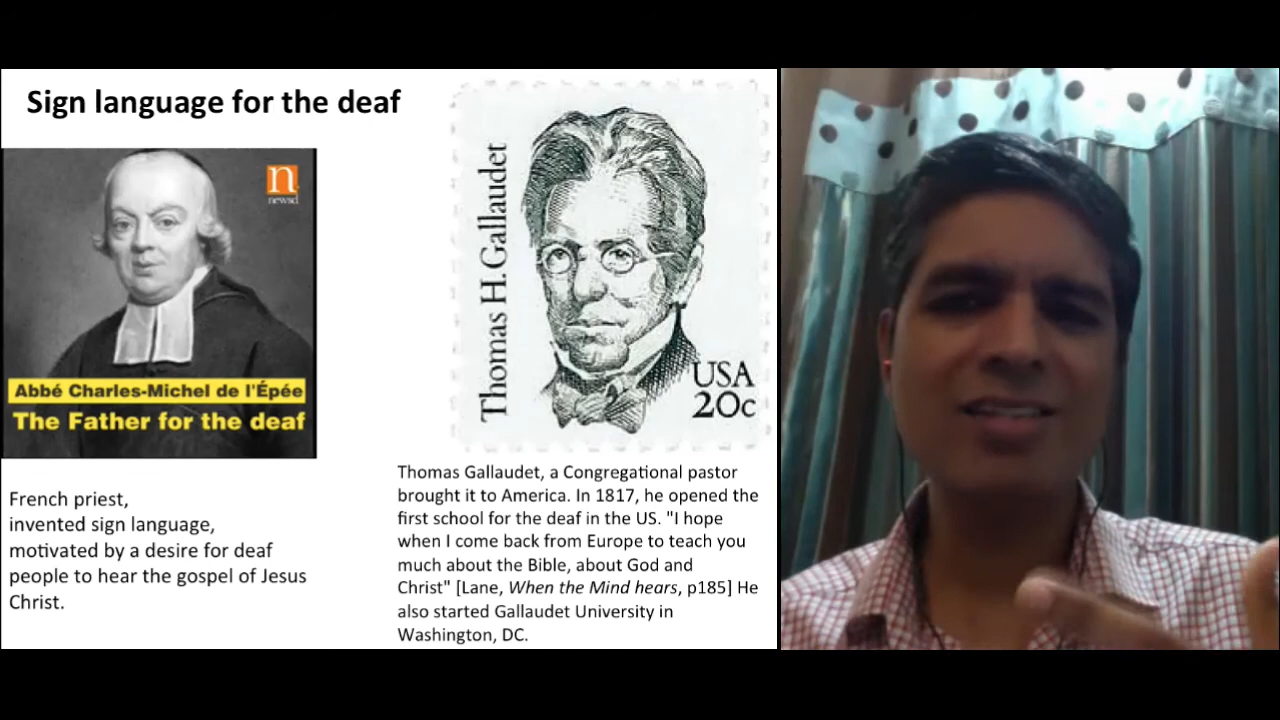 Sign language for the deaf
n
newsd
Abbé Charles-Michel de l'Épée
The Father for the deaf
French priest,
invented sign language,
motivated by a desire for deaf
people to hear the gospel of Jesus
Christ.
Thomas H. Gallaudet
USA
20c
Thomas Gallaudet, a Congregational pastor
brought it to America. In 1817, he opened the
first school for the deaf in the US. "I hope
when I come back from Europe to teach you
much about the Bible, about God and
Christ" [Lane, When the Mind hears, p185] He
also started Gallaudet University in
Washington, DC.